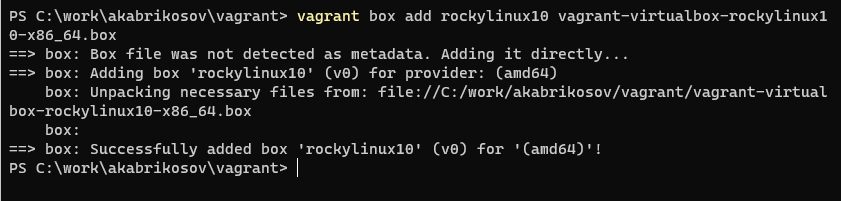 PS C:\work\akabrikosov\vagrant> vagrant box add rockylinux10 vagrant-virtualbox-rockylinux1
0-x86_64.box
==> box: Box file was not detected as metadata. Adding it directly...
==> box: Adding box 'rockylinux10' (v0) for provider: (amd64)
    box: Unpacking necessary files from: file://C:/work/akabrikosov/vagrant/vagrant-virtual
box-rockylinux10-x86_64.box
    box:
==> box: Successfully added box 'rockylinux10' (v0) for '(amd64)'!
PS C:\work\akabrikosov\vagrant>